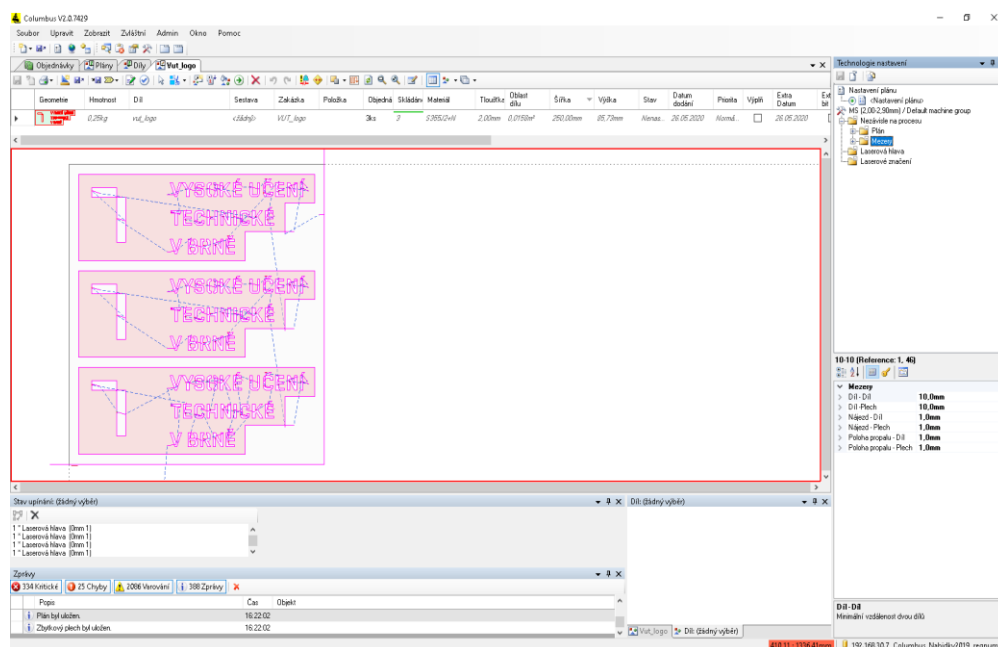 Columbus V2.0.7429
Soubor Upravit Zobrazit Zvláštní Admin Okno Pomoc
Objednávky Plány Díly Vut_logo
Geometrie Hmotnost Díl Sestava Zakázka Položka Objedná Skládání Materiál Tloušťka Oblast dílu Šířka Výška Stav Datum dodání Priorita Výplň Extra Datum
0,25kg vut_logo <žádný> VUT_logo 3ks 3 S355J2+N 2,00mm 0,0158m² 250,00mm 85,73mm Nenas... 26.05.2020 Normá... 26.05.2020
VYSOKÉ UČENÍ
TECHNICKÉ
V BRNĚ
VYSOKÉ UČENÍ
TECHNICKÉ
V BRNĚ
VYSOKÉ UČENÍ
TECHNICKÉ
V BRNĚ
Stav upínání: (žádný výběr)
1 * Laserová hlava (0mm 1)
1 * Laserová hlava (0mm 1)
1 * Laserová hlava (0mm 1)
1 * Laserová hlava (0mm 1)
Díl: (žádný výběr)
Zprávy
334 Kritické 25 Chyby 2086 Varování 388 Zprávy
Popis Čas Objekt
Plán byl uložen. 16:22:02
Zbytkový plech byl uložen. 16:22:02
Vut_logo Díl: (žádný výběr)
Technologie nastavení
Nastavení plánu
<Nastavení plánu>
MS (2,00-2,90mm) / Default machine group
Nezávisle na procesu
Plán
Mezery
Laserová hlava
Laserové značení
10-10 (Reference: 1, 46)
Mezery
Díl - Díl 10,0mm
Díl - Plech 10,0mm
Nájezd - Díl 1,0mm
Nájezd - Plech 1,0mm
Poloha propalu - Díl 1,0mm
Poloha propalu - Plech 1,0mm
Díl - Díl
Minimální vzdálenost dvou dílů
192.168.10.7, Columbus_Nabidky2019, regnum